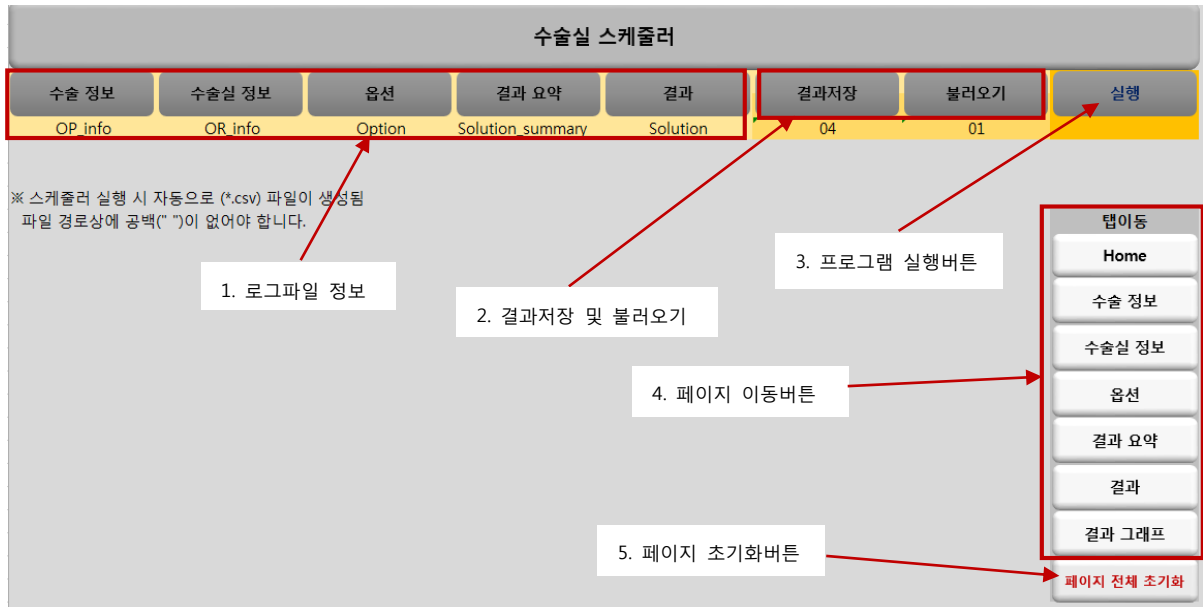 수술실 스케줄러
수술 정보 수술실 정보 옵션 결과 요약 결과 결과저장 불러오기 실행
OP_info OR_info Option Solution_summary Solution 04 01
※ 스케줄러 실행 시 자동으로 (*.csv) 파일이 생성됨
파일 경로상에 공백(" ")이 없어야 합니다.
1. 로그파일 정보
2. 결과저장 및 불러오기
3. 프로그램 실행버튼
4. 페이지 이동버튼
5. 페이지 초기화버튼
탭이동
Home
수술 정보
수술실 정보
옵션
결과 요약
결과
결과 그래프
페이지 전체 초기화